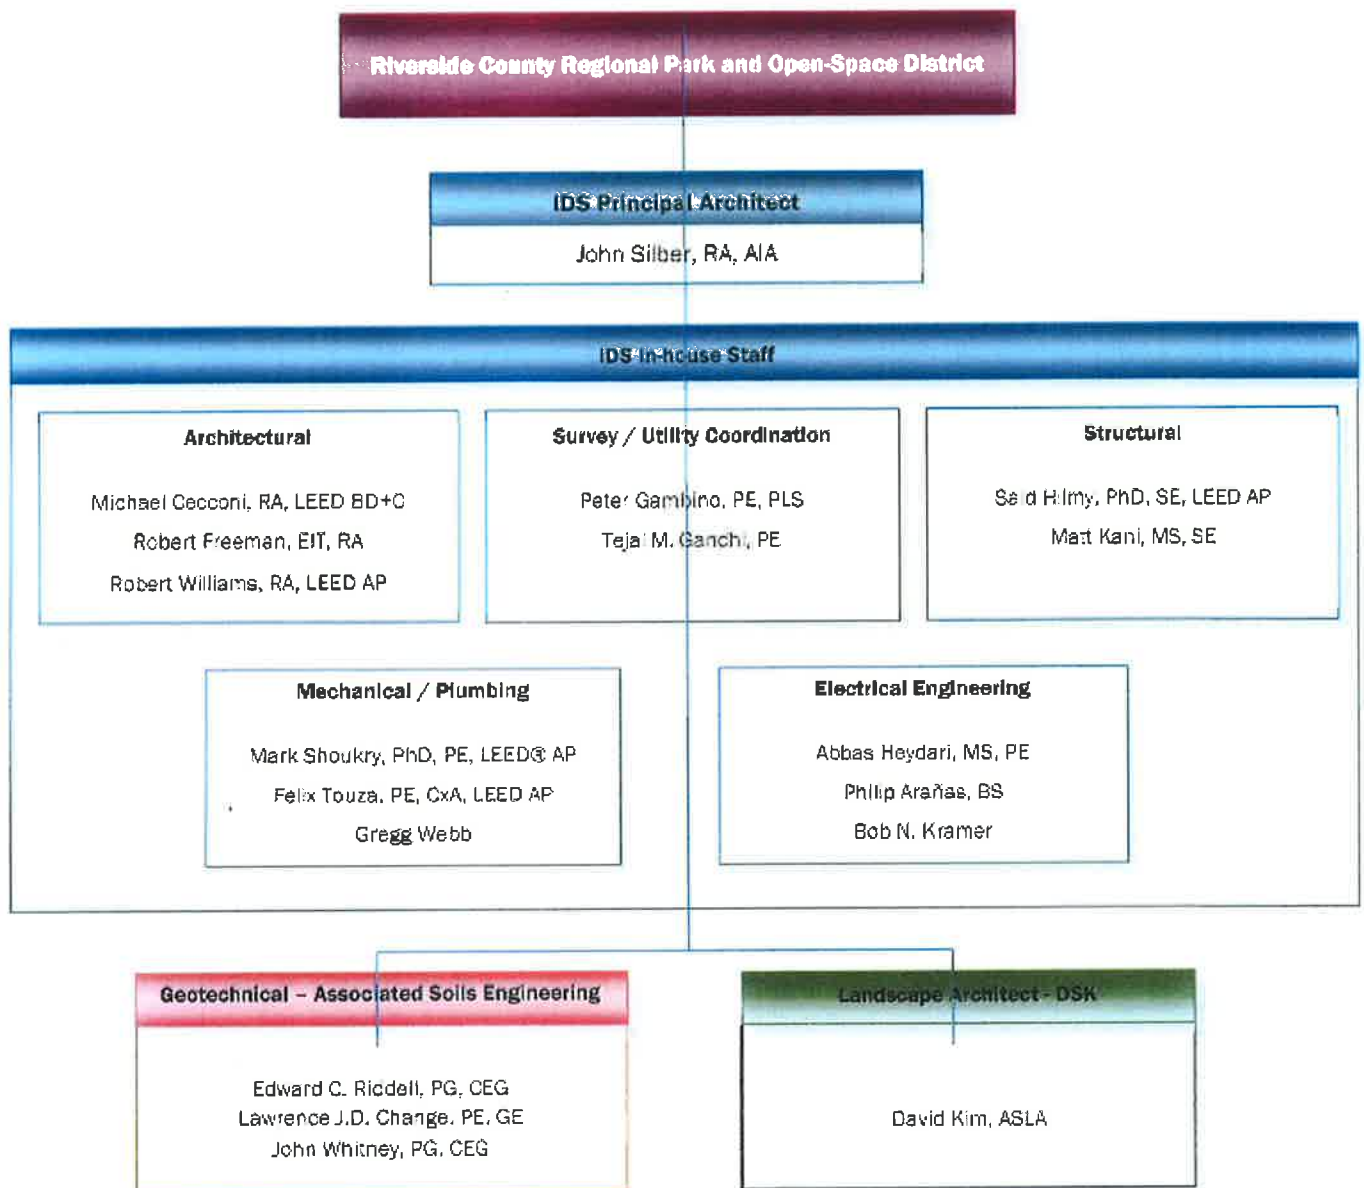 Riverside County Regional Park and Open-Space District
IDS Principal Architect
John Silber, RA, AIA
IDS In-house Staff
Architectural
Michael Cecconi, RA, LEED BD+C
Robert Freeman, EIT, RA
Robert Williams, RA, LEED AP
Survey / Utility Coordination
Peter Gambino, PE, PLS
Tejal M. Gandhi, PE
Structural
Said Hilmy, PhD, SE, LEED AP
Matt Kani, MS, SE
Mechanical / Plumbing
Mark Shoukry, PhD, PE, LEED® AP
Felix Touza, PE, CxA, LEED AP
Gregg Webb
Electrical Engineering
Abbas Heydari, MS, PE
Philip Arañas, BS
Bob N. Kramer
Geotechnical – Associated Soils Engineering
Edward C. Riddell, PG, CEG
Lawrence J.D. Change, PE, GE
John Whitney, PG, CEG
Landscape Architect - DSK
David Kim, ASLA